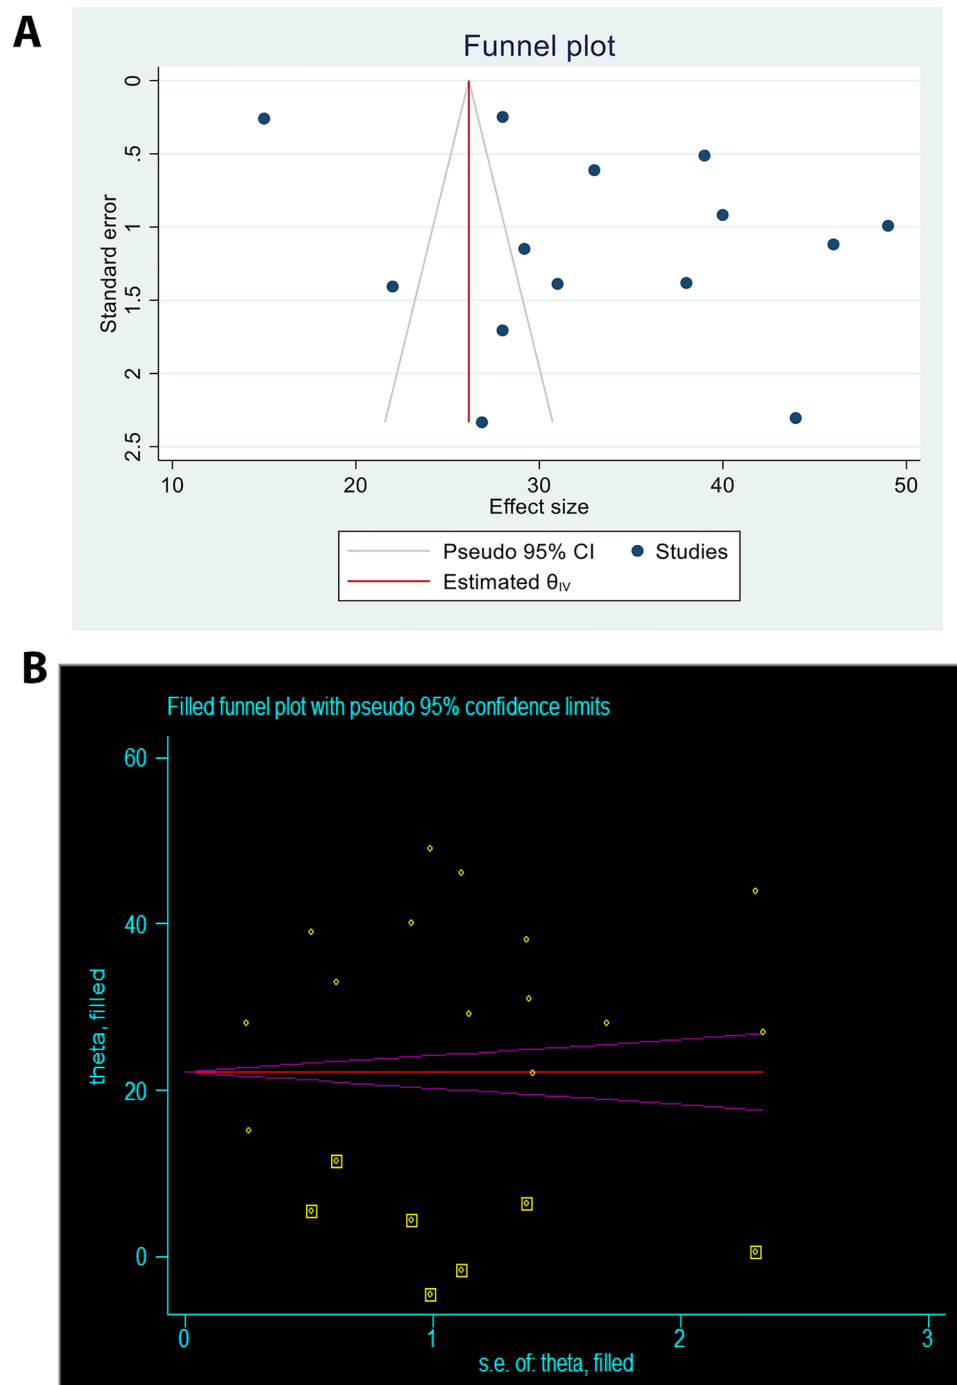 A
Funnel plot
Standard error
0
.5
1
1.5
2
2.5
10 20 30 40 50
Effect size
Pseudo 95% CI
Studies
Estimated θIV
B
Filled funnel plot with pseudo 95% confidence limits
theta, filled
60
40
20
0
0 1 2 3
s.e. of: theta, filled